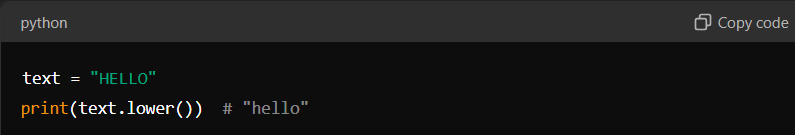 python Copy code
text = "HELLO"
print(text.lower())  # "hello"